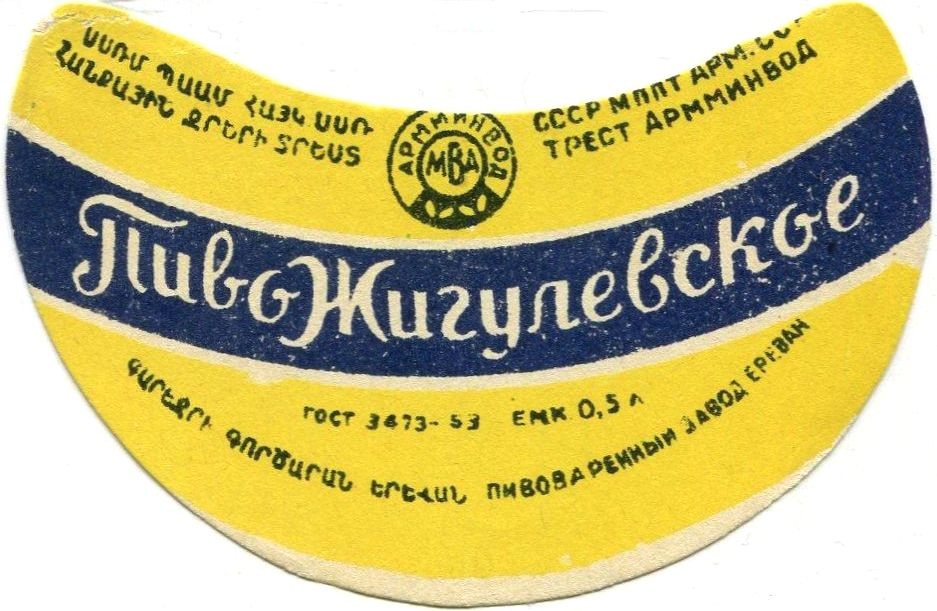 ՍՍՌՄ ՊԱԱՄ ՀԱՅԿ. ՍՍՌ
ՀԱՆՔԱՅԻՆ ՋՐԵՐԻ ՏՐԵՍՏ
АРММИНВОД
МВА
СССР МППТ АРМ. ССР
ТРЕСТ АРММИНВОД
Пиво Жигулевское
ГОСТ 3473-53 ЕМК 0,5 Л
ԳԱՐԵՋՐԻ ԳՈՐԾԱՐԱՆ ԵՐԵՎԱՆ ПИВОВАРЕННЫЙ ЗАВОД ЕРЕВАН